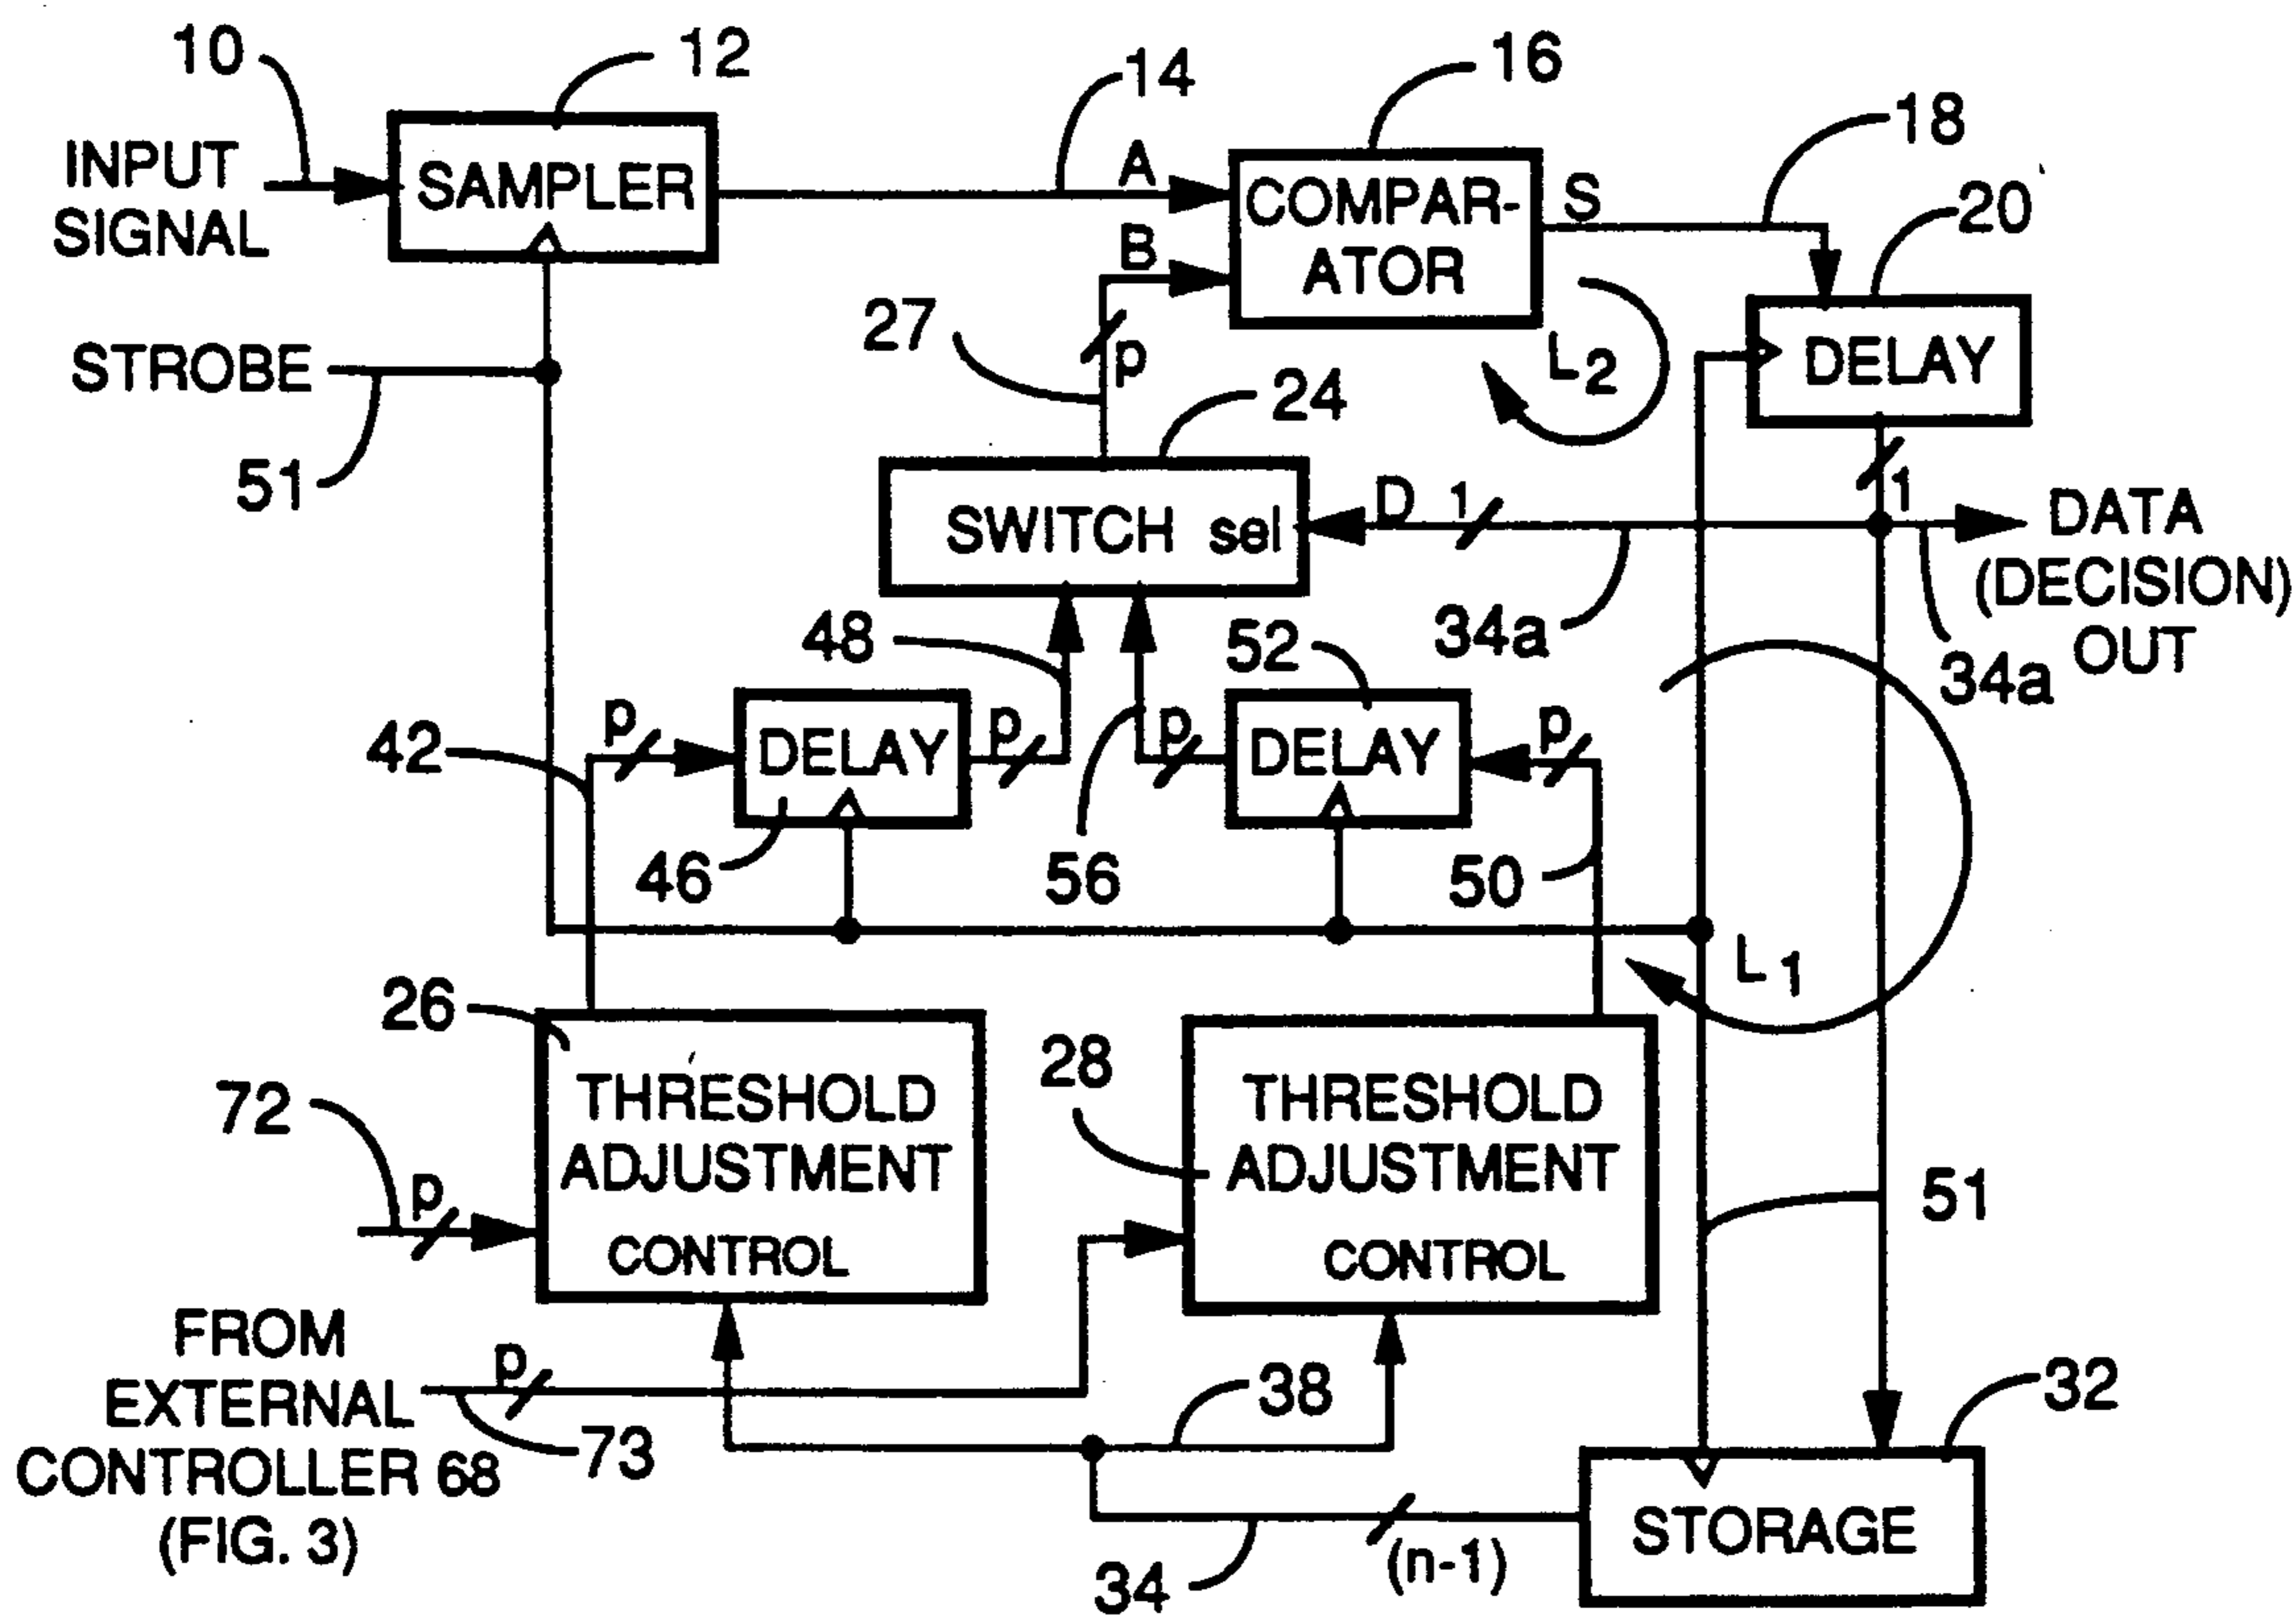 10
12
14
16
18
20
INPUT
SIGNAL
SAMPLER
A
B
COMPAR-
ATOR
S
27
p
L2
DELAY
STROBE
51
24
1
SWITCH sel
D 1
DATA
(DECISION)
OUT
34a
34a
48
52
42
p
DELAY
p
p
DELAY
p
46
56
50
L1
26
THRESHOLD
ADJUSTMENT
CONTROL
28
THRESHOLD
ADJUSTMENT
CONTROL
72
p
51
FROM
EXTERNAL
CONTROLLER 68
(FIG. 3)
p
73
38
32
STORAGE
34
(n-1)